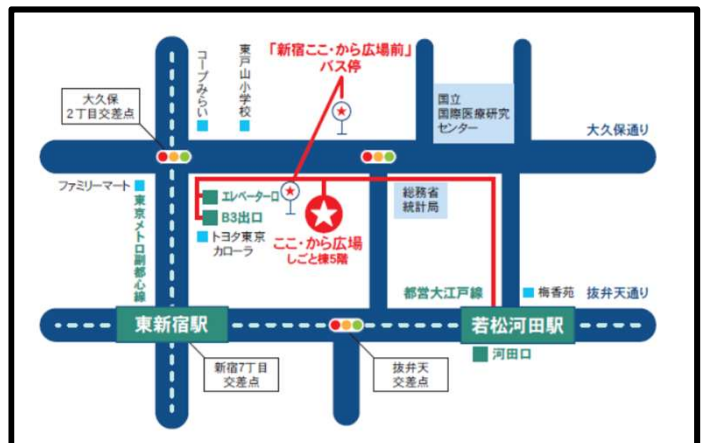 「新宿ここ・から広場前」
バス停
コープみらい
東戸山小学校
大久保
2丁目交差点
国立
国際医療研究
センター
大久保通り
ファミリーマート
エレベーター口
B3出口
トヨタ東京
カローラ
ここ・から広場
しごと棟5階
総務省
統計局
東京メトロ副都心線
都営大江戸線
梅香苑
抜弁天通り
東新宿駅
若松河田駅
河田口
新宿7丁目
交差点
抜弁天
交差点